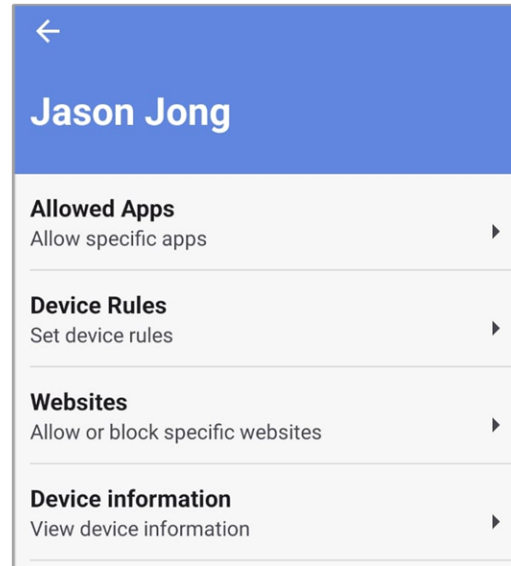 Jason Jong
Allowed Apps
Allow specific apps
Device Rules
Set device rules
Websites
Allow or block specific websites
Device information
View device information